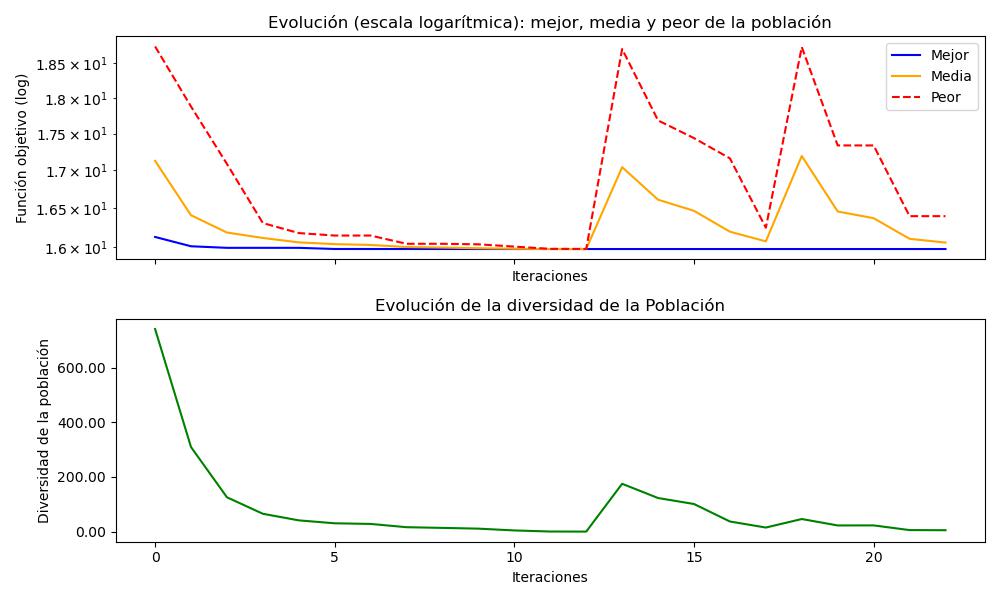 Evolución (escala logarítmica): mejor, media y peor de la población
Función objetivo (log)
1.85 × 10¹
1.8 × 10¹
1.75 × 10¹
1.7 × 10¹
1.65 × 10¹
1.6 × 10¹
Mejor
Media
Peor
Iteraciones
Evolución de la diversidad de la Población
Diversidad de la población
600.00
400.00
200.00
0.00
0 5 10 15 20
Iteraciones